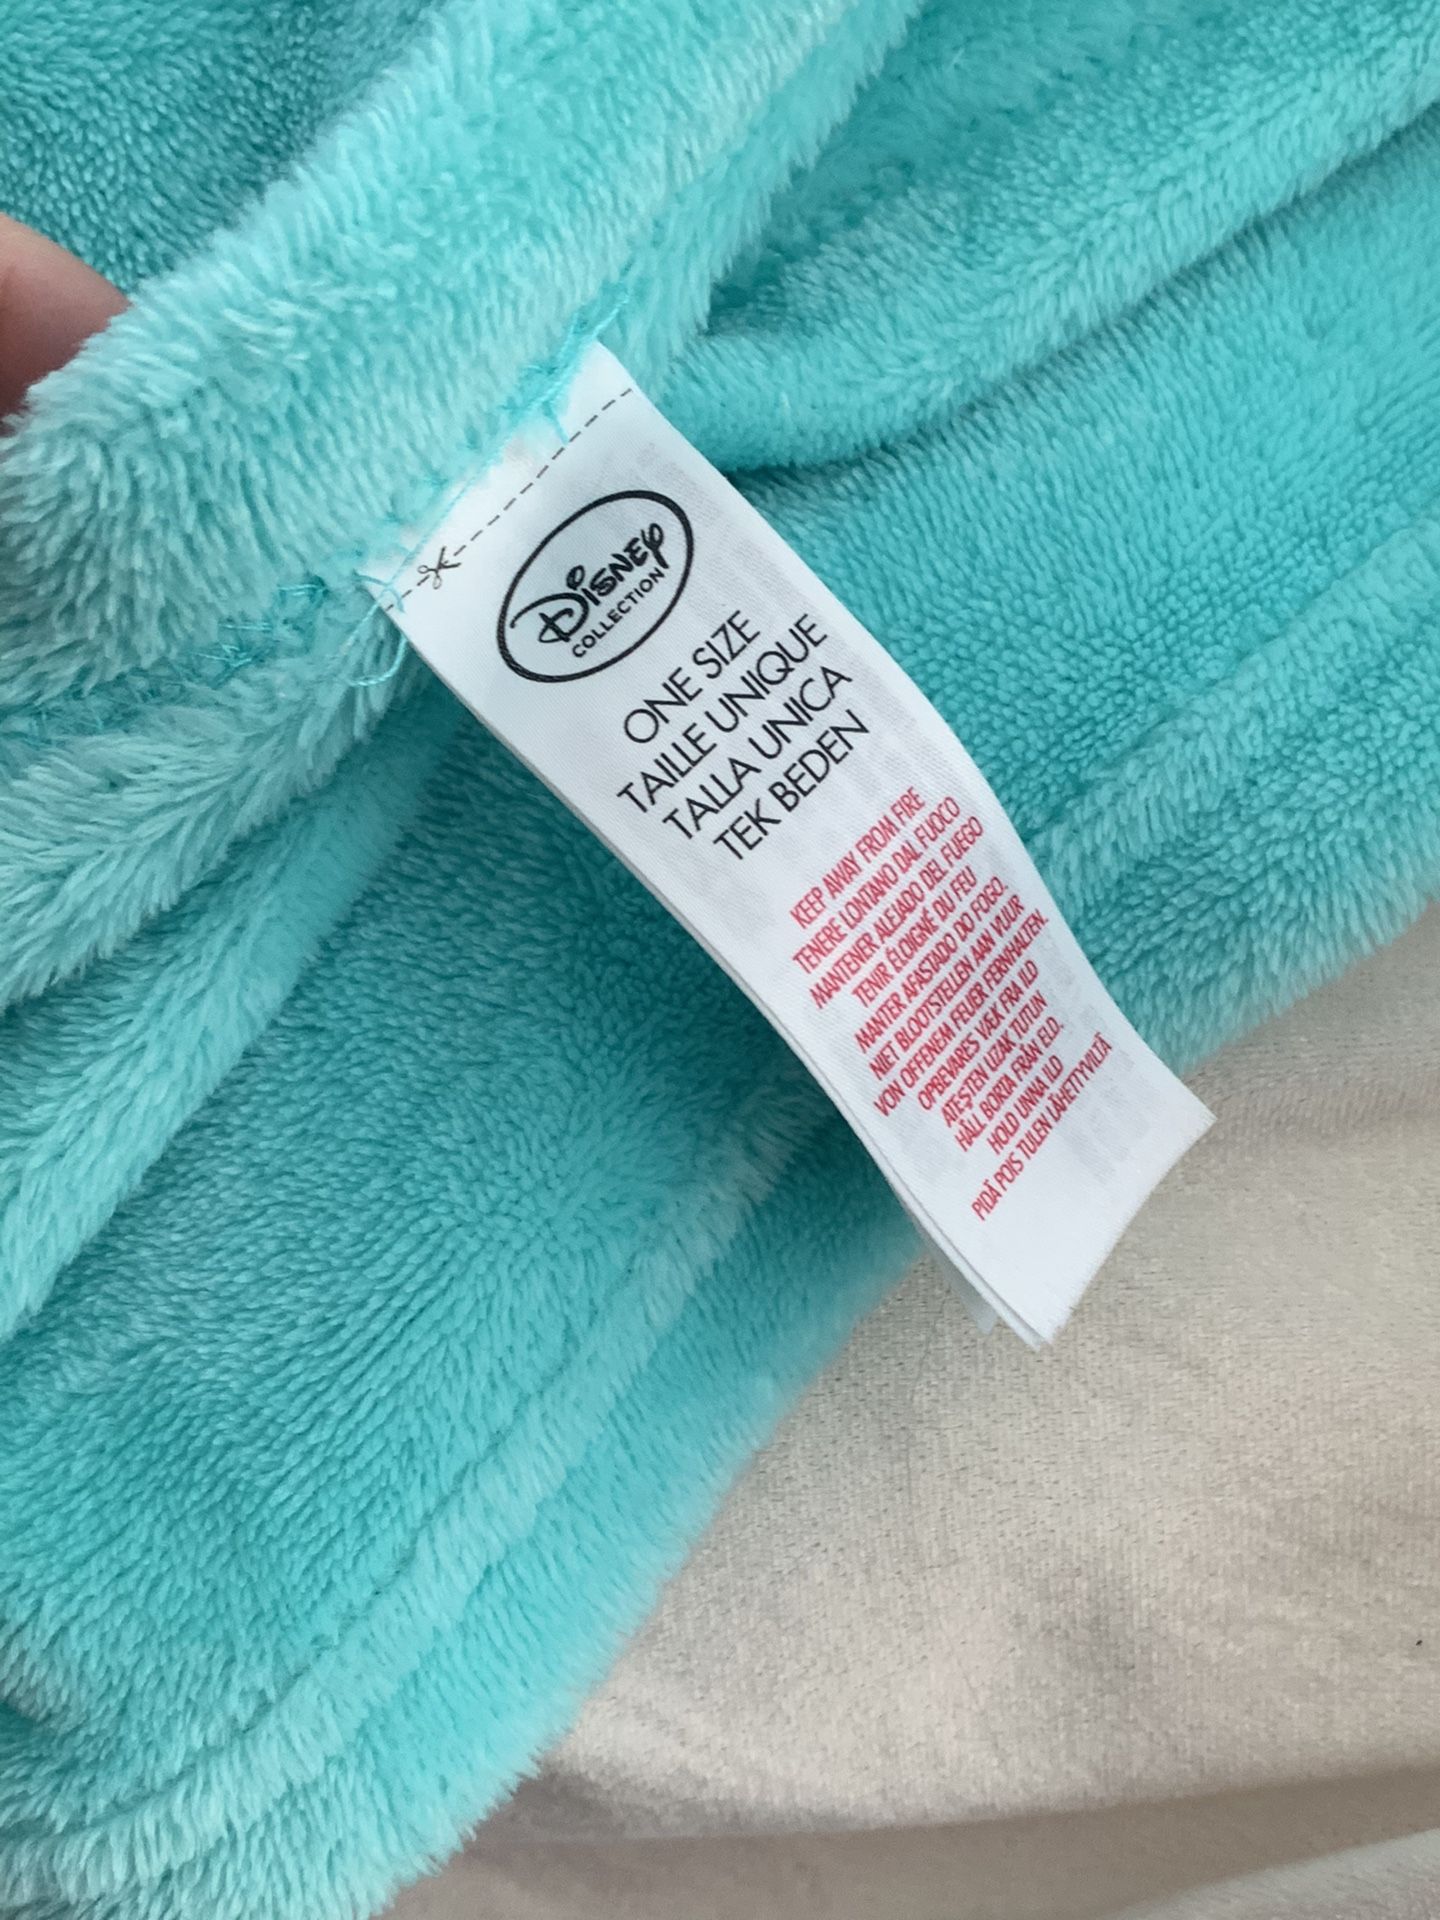 Disney
COLLECTION
ONE SIZE
TAILLE UNIQUE
TALLA UNICA
TEK BEDEN
KEEP AWAY FROM FIRE
TENERE LONTANO DAL FUOCO
MANTENER ALEJADO DEL FUEGO
TENIR ÉLOIGNÉ DU FEU
MANTER AFASTADO DO FOGO.
NIET BLOOTSTELLEN AAN VUUR
VON OFFENEM FEUER FERNHALTEN.
OPBEVARES VÆK FRA ILD
ATEŞTEN UZAK TUTUN
HÅLL BORTA FRÅN ELD.
HOLD UNNA ILD
PIDÄ POIS TULEN LÄHETTYVILTÄ